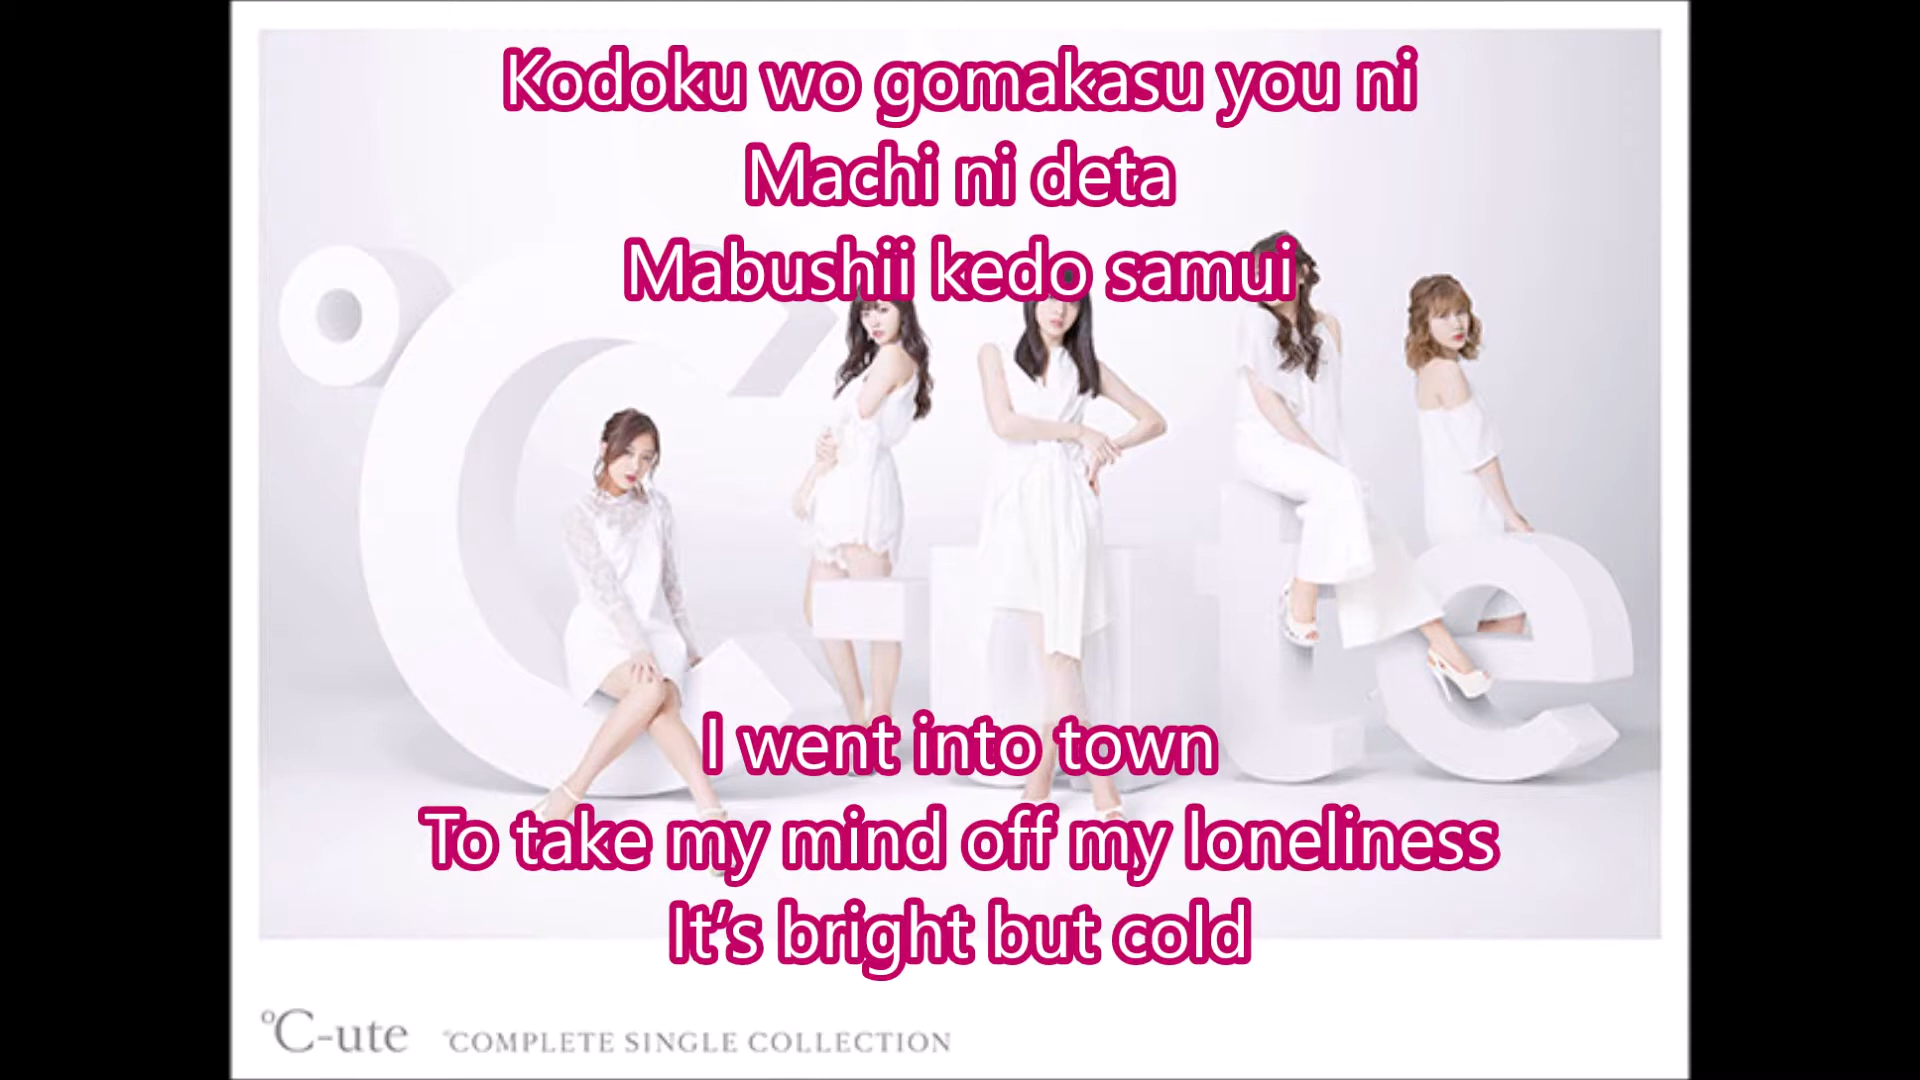 Kodoku wo gomakasu you ni
Machi ni deta
Mabushii kedo samui
℃-ute
I went into town
To take my mind off my loneliness
It's bright but cold
℃-ute °COMPLETE SINGLE COLLECTION